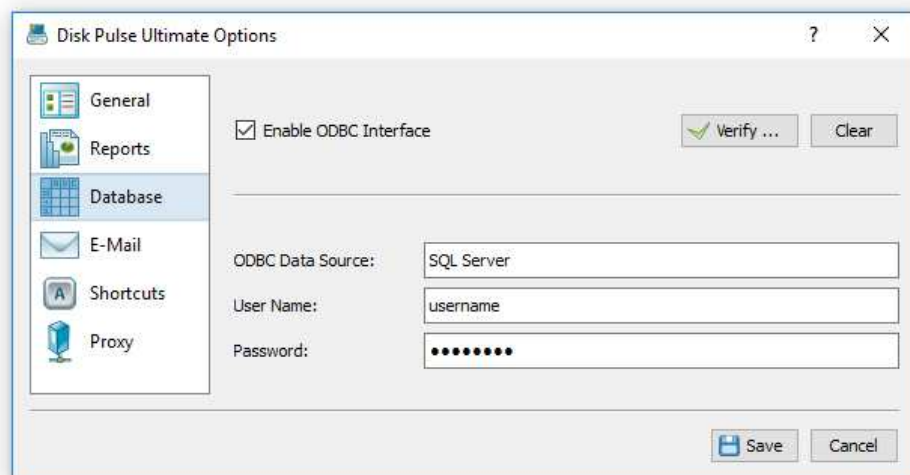 Disk Pulse Ultimate Options
?
General
Reports
Database
E-Mail
Shortcuts
Proxy
Enable ODBC Interface
Verify ...
Clear
ODBC Data Source: SQL Server
User Name: username
Password: ••••••••
Save
Cancel